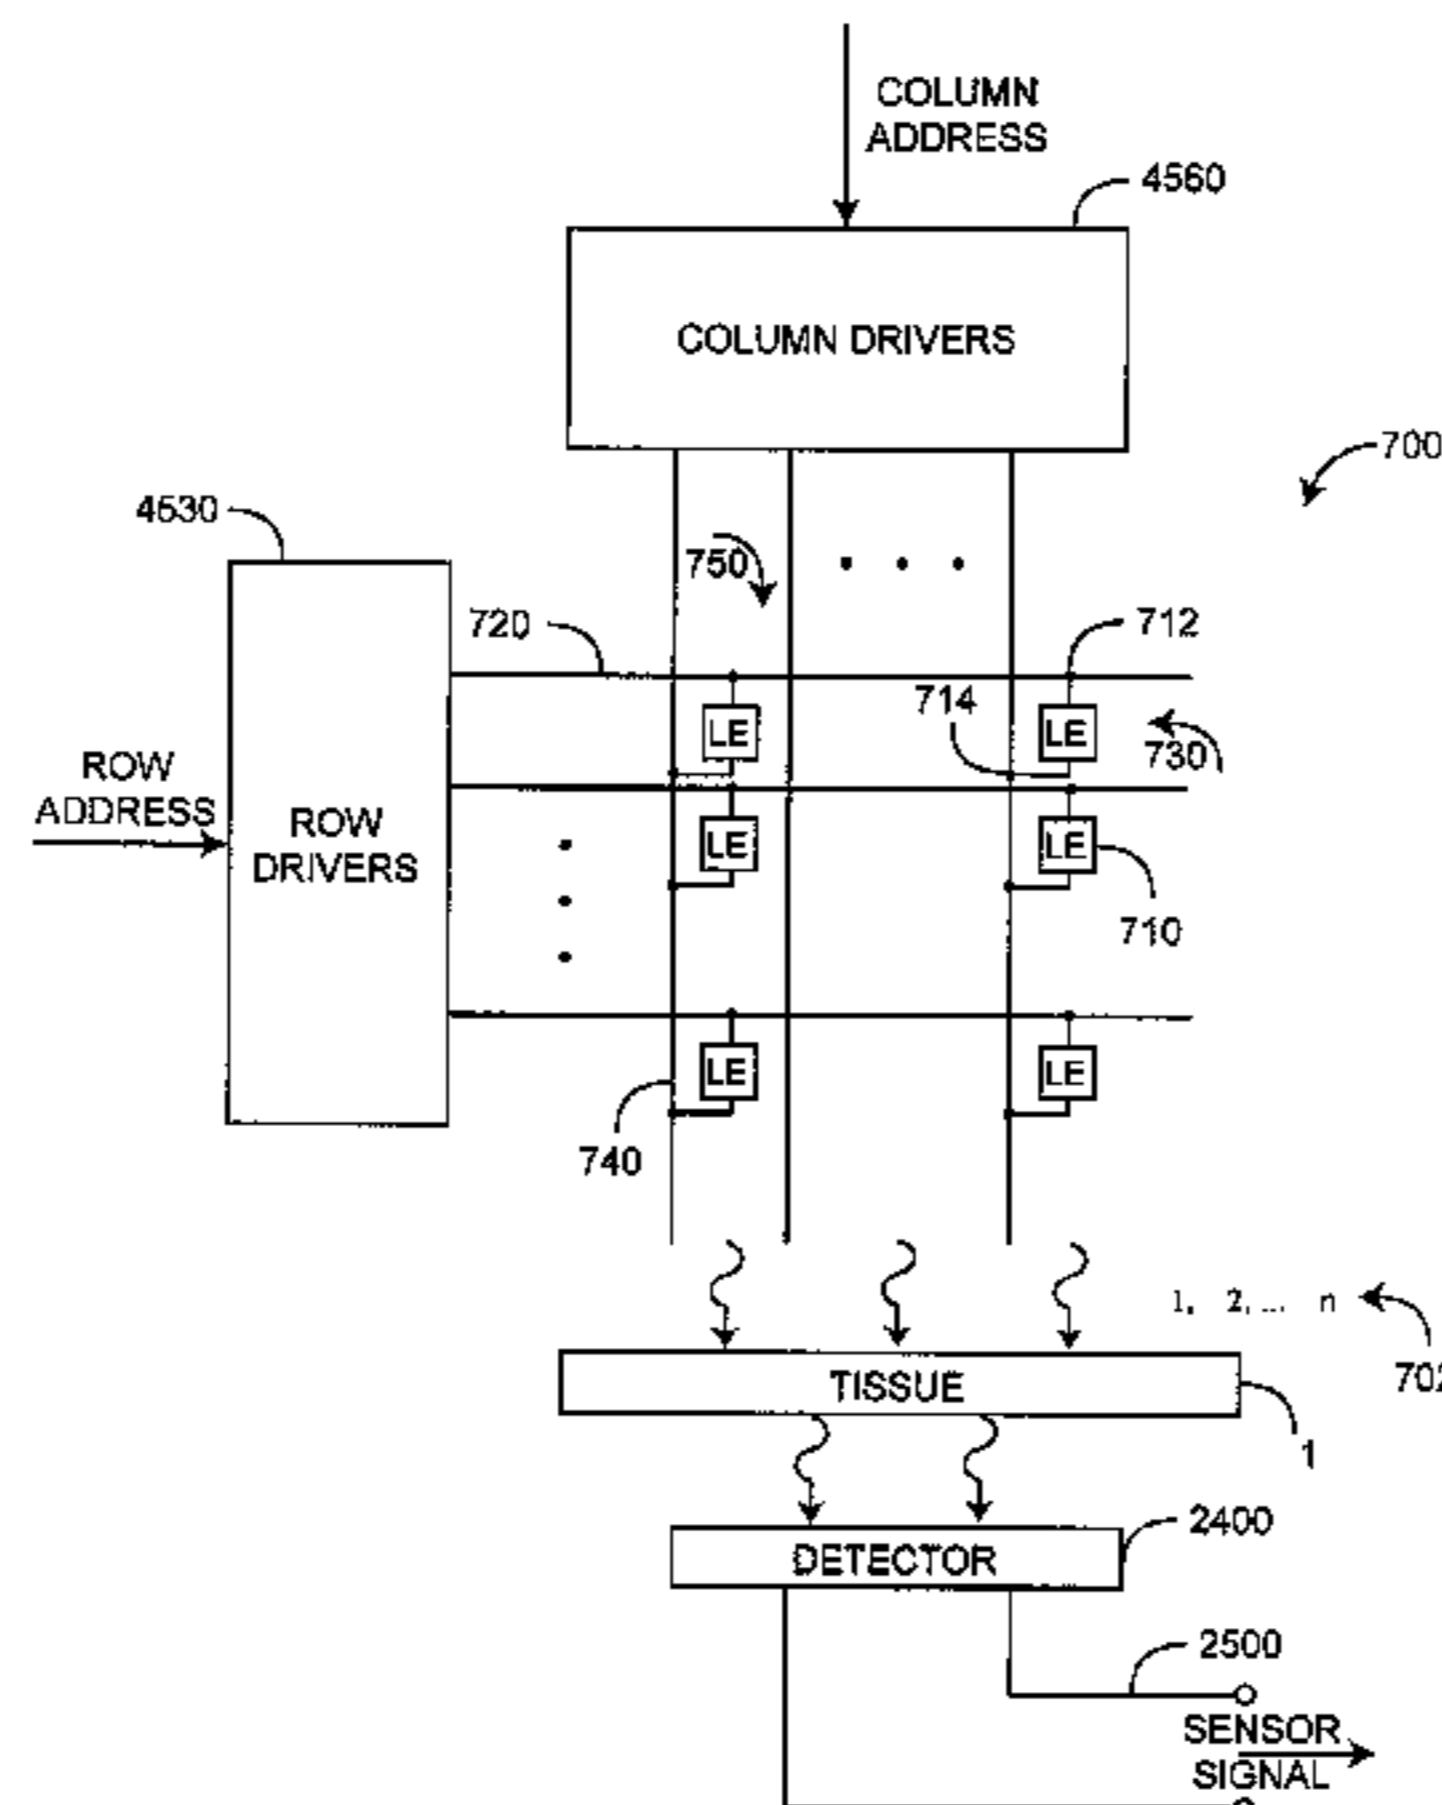 COLUMN
ADDRESS
4560
COLUMN DRIVERS
700
4530
750
720
712
714
LE
LE
730
ROW
ADDRESS
ROW
DRIVERS
LE
LE
710
LE
LE
740
1, 2, ... n
702
TISSUE
1
2400
DETECTOR
2500
SENSOR
SIGNAL